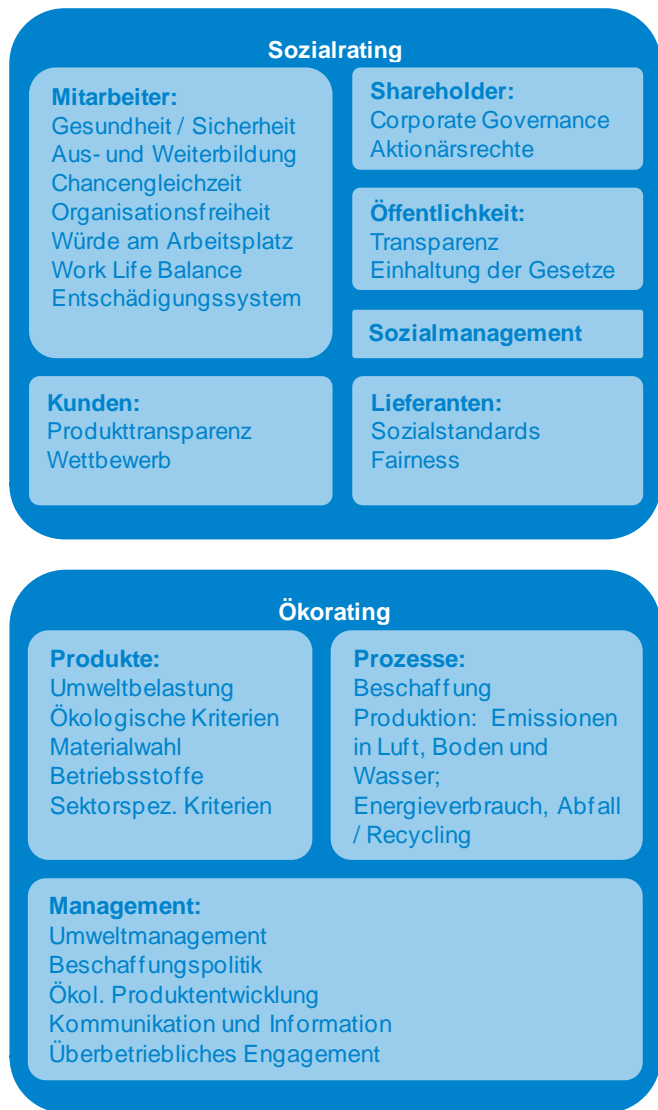 Sozialrating
Mitarbeiter:
Gesundheit / Sicherheit
Aus- und Weiterbildung
Chancengleichzeit
Organisationsfreiheit
Würde am Arbeitsplatz
Work Life Balance
Entschädigungssystem
Shareholder:
Corporate Governance
Aktionärsrechte
Öffentlichkeit:
Transparenz
Einhaltung der Gesetze
Sozialmanagement
Kunden:
Produkttransparenz
Wettbewerb
Lieferanten:
Sozialstandards
Fairness
Ökorating
Produkte:
Umweltbelastung
Ökologische Kriterien
Materialwahl
Betriebsstoffe
Sektorspez. Kriterien
Prozesse:
Beschaffung
Produktion: Emissionen
in Luft, Boden und
Wasser;
Energieverbrauch, Abfall
/ Recycling
Management:
Umweltmanagement
Beschaffungspolitik
Ökol. Produktentwicklung
Kommunikation und Information
Überbetriebliches Engagement